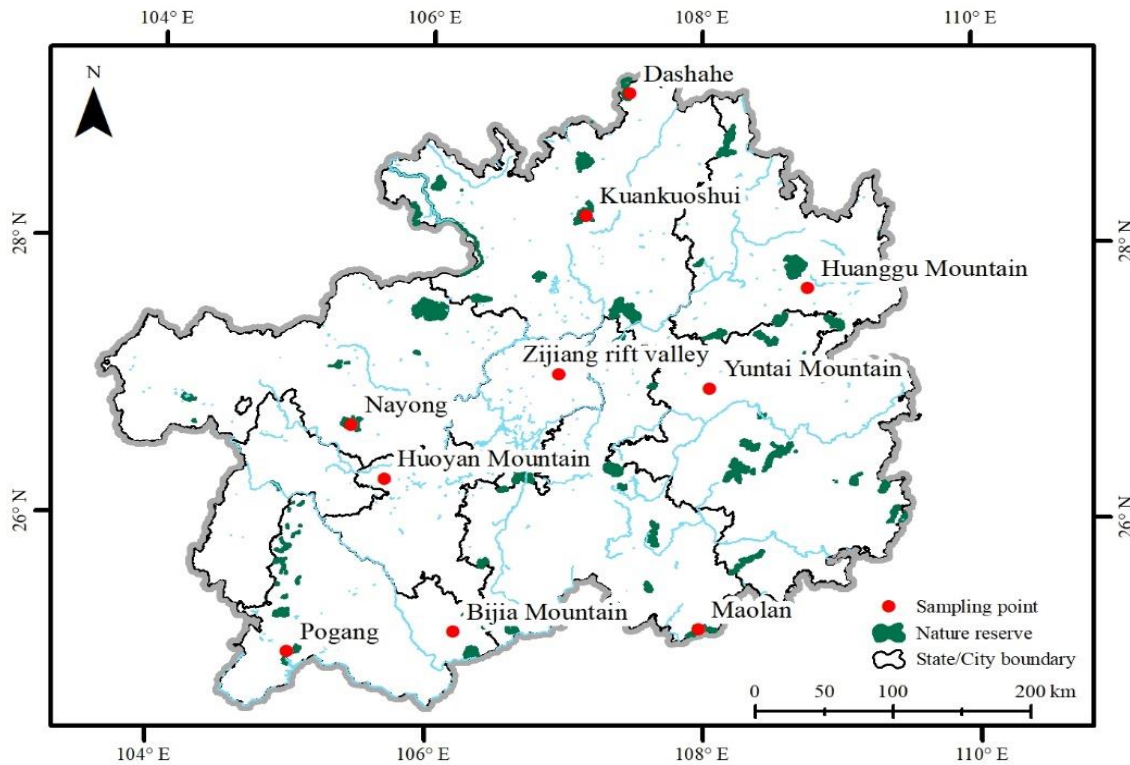 104° E 106° E 108° E 110° E
N
Dashahe
Kuankuoshui
28° N
28° N
Huanggu Mountain
Zijiang rift valley
Yuntai Mountain
Nayong
Huoyan Mountain
26° N
26° N
Bijia Mountain
Maolan
Pogang
Sampling point
Nature reserve
State/City boundary
0 50 100 200 km
104° E 106° E 108° E 110° E